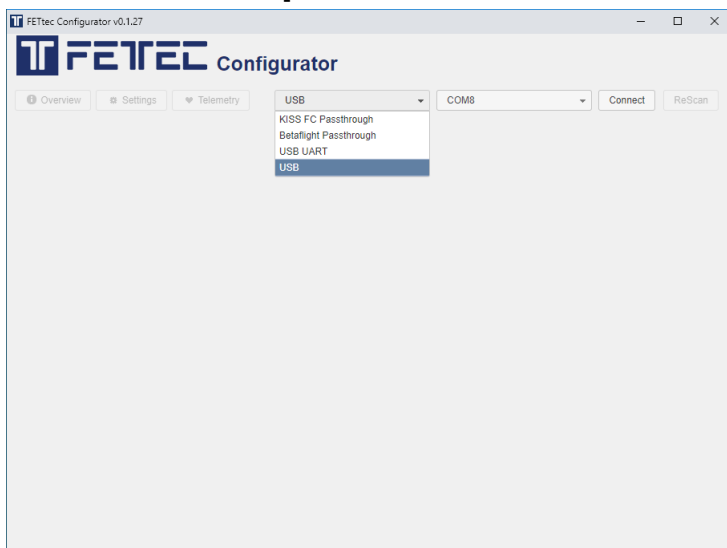 FETtec Configurator v0.1.27
FETTEC Configurator
Overview Settings Telemetry USB COM8 Connect ReScan
KISS FC Passthrough
Betaflight Passthrough
USB UART
USB